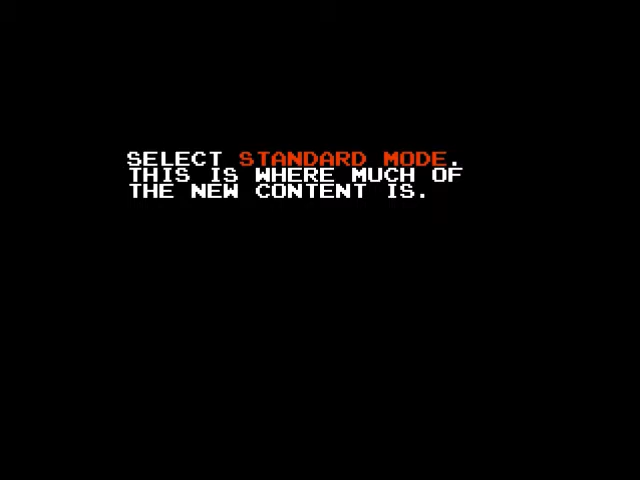 SELECT STANDARD MODE.
THIS IS WHERE MUCH OF
THE NEW CONTENT IS.